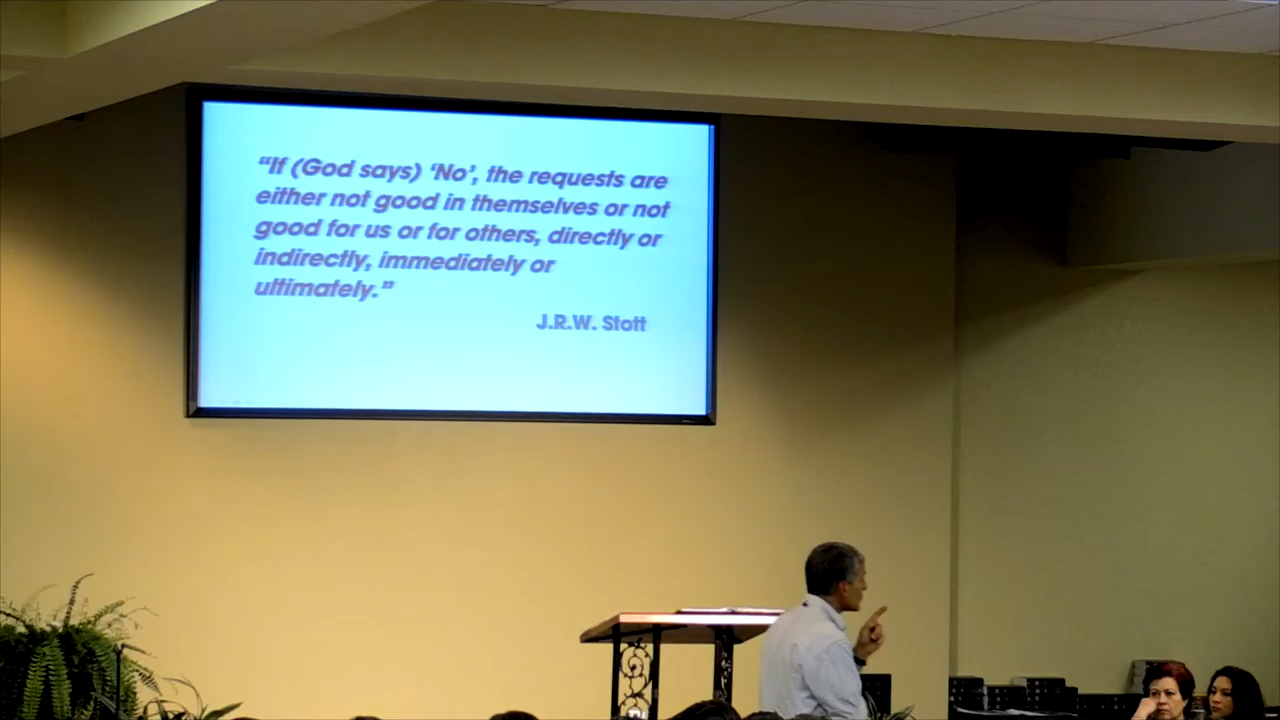 “If (God says) ‘No’, the requests are
either not good in themselves or not
good for us or for others, directly or
indirectly, immediately or
ultimately.”
J.R.W. Stott